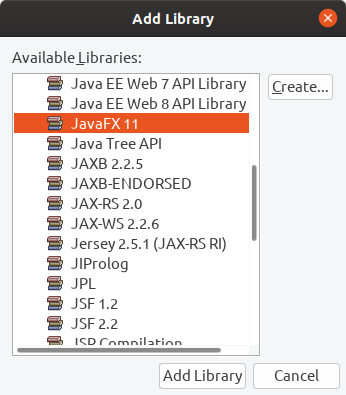 Add Library
Available Libraries:
Java EE Web 7 API Library
Java EE Web 8 API Library
JavaFX 11
Java Tree API
JAXB 2.2.5
JAXB-ENDORSED
JAX-RS 2.0
JAX-WS 2.2.6
Jersey 2.5.1 (JAX-RS RI)
JIProlog
JPL
JSF 1.2
JSF 2.2
JSP Compilation
Create...
Add Library
Cancel